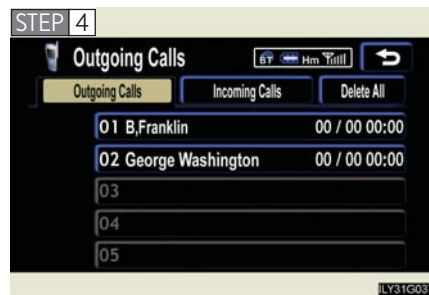 STEP 4
Outgoing Calls BT Hm
Outgoing Calls Incoming Calls Delete All
01 B,Franklin 00 / 00 00:00
02 George Washington 00 / 00 00:00
03
04
05
ILY31G03